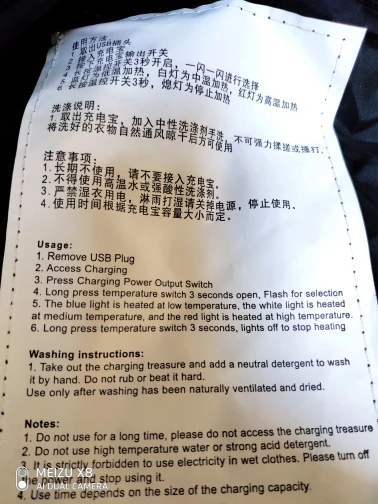 使用方法
1 取出USB插头
2 接入充电宝
3 按充电宝输出开关
4 长按温控开关3秒开启，一闪一闪进行选择
5 蓝灯为低温加热，白灯为中温加热，红灯为高温加热
6 长按温控开关3秒，熄灯为停止加热
洗涤说明：
1 取出充电宝，加入中性洗涤剂手洗，不可强力揉搓或捶打。
将洗好的衣物自然通风晾干后方可使用
注意事项：
1. 长期不使用，请不要接入充电宝。
2. 不得使用高温水或强酸性洗涤剂。
3. 严禁湿衣用电，淋雨打湿请关掉电源，停止使用。
4. 使用时间根据充电宝容量大小而定。
Usage:
1. Remove USB Plug
2. Access Charging
3. Press Charging Power Output Switch
4. Long press temperature switch 3 seconds open, Flash for selection
5. The blue light is heated at low temperature, the white light is heated
at medium temperature, and the red light is heated at high temperature.
6. Long press temperature switch 3 seconds, lights off to stop heating
Washing instructions:
1. Take out the charging treasure and add a neutral detergent to wash
it by hand. Do not rub or beat it hard.
Use only after washing has been naturally ventilated and dried.
Notes:
1. Do not use for a long time, please do not access the charging treasure
2. Do not use high temperature water or strong acid detergent.
3. It is strictly forbidden to use electricity in wet clothes. Please turn off
the power and stop using it.
4. Use time depends on the size of the charging capacity.
MEIZU X8
AI DUAL CAMERA